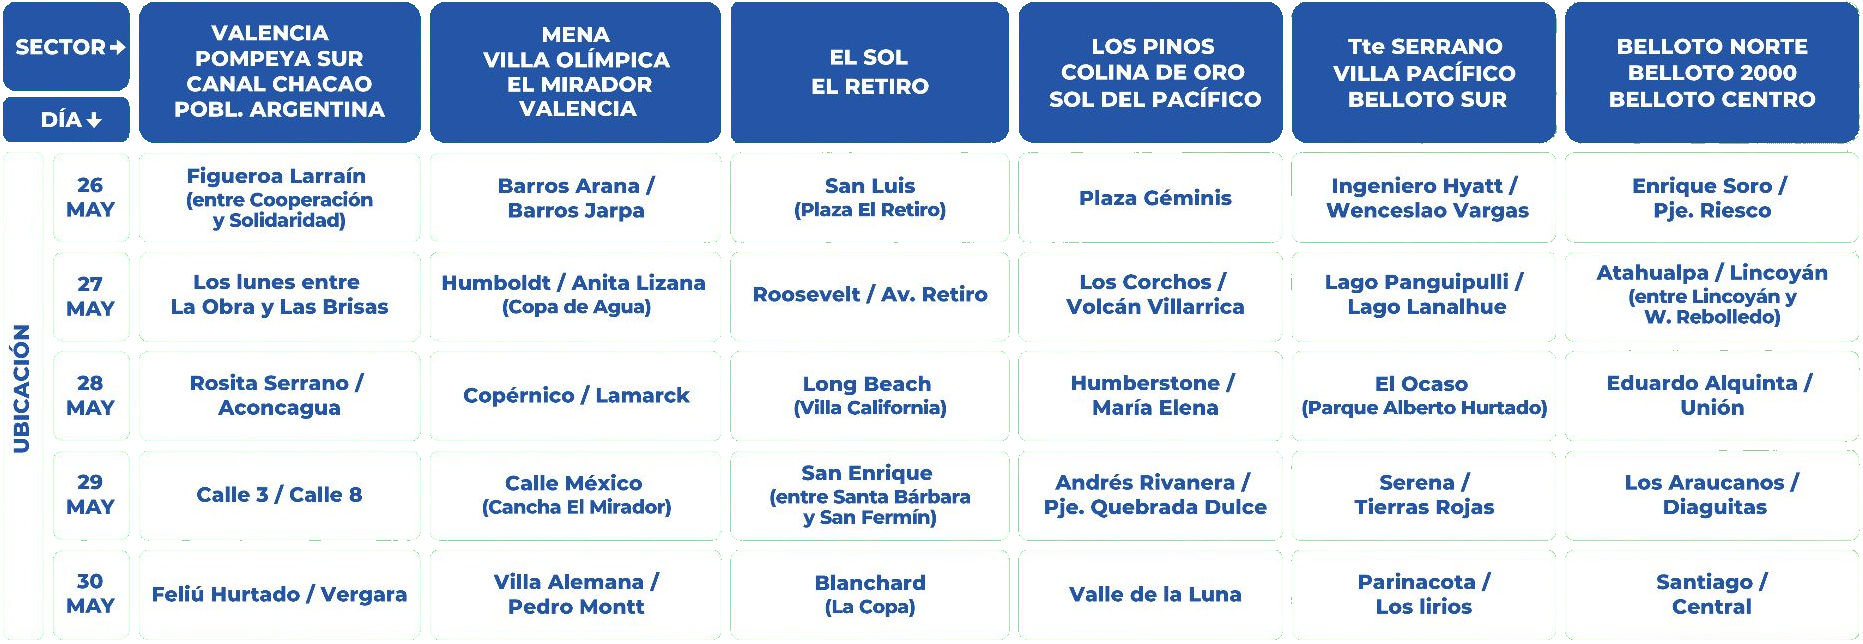 SECTOR→
DÍA↓
VALENCIA
POMPEYA SUR
CANAL CHACAO
POBL. ARGENTINA
MENA
VILLA OLÍMPICA
EL MIRADOR
VALENCIA
EL SOL
EL RETIRO
LOS PINOS
COLINA DE ORO
SOL DEL PACÍFICO
Tte SERRANO
VILLA PACÍFICO
BELLOTO SUR
BELLOTO NORTE
BELLOTO 2000
BELLOTO CENTRO
UBICACIÓN
26
MAY
Figueroa Larraín
(entre Cooperación
y Solidaridad)
Barros Arana /
Barros Jarpa
San Luis
(Plaza El Retiro)
Plaza Géminis
Ingeniero Hyatt /
Wenceslao Vargas
Enrique Soro /
Pje. Riesco
27
MAY
Los lunes entre
La Obra y Las Brisas
Humboldt / Anita Lizana
(Copa de Agua)
Roosevelt / Av. Retiro
Los Corchos /
Volcán Villarrica
Lago Panguipulli /
Lago Lanalhue
Atahualpa / Lincoyán
(entre Lincoyán y
W. Rebolledo)
28
MAY
Rosita Serrano /
Aconcagua
Copérnico / Lamarck
Long Beach
(Villa California)
Humberstone /
María Elena
El Ocaso
(Parque Alberto Hurtado)
Eduardo Alquinta /
Unión
29
MAY
Calle 3 / Calle 8
Calle México
(Cancha El Mirador)
San Enrique
(entre Santa Bárbara
y San Fermín)
Andrés Rivanera /
Pje. Quebrada Dulce
Serena /
Tierras Rojas
Los Araucanos /
Diaguitas
30
MAY
Feliú Hurtado / Vergara
Villa Alemana /
Pedro Montt
Blanchard
(La Copa)
Valle de la Luna
Parinacota /
Los lirios
Santiago /
Central